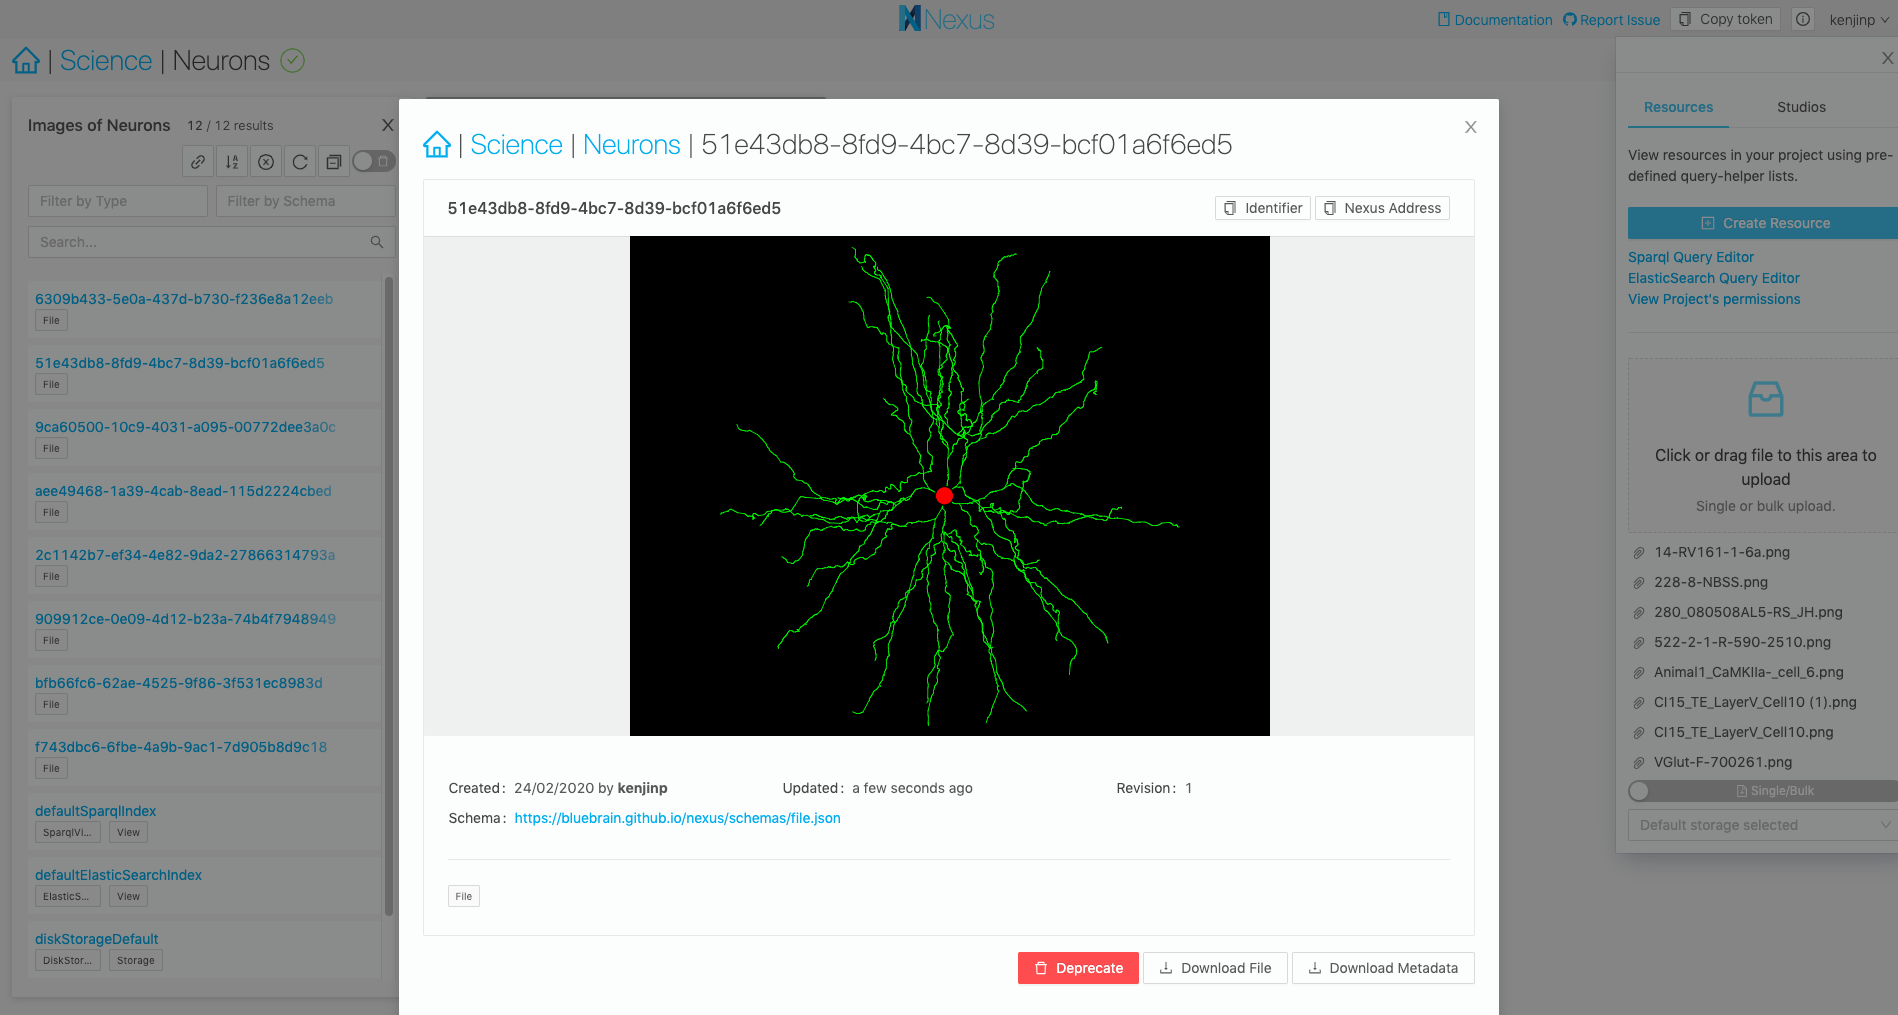 Nexus
Documentation Report Issue Copy token kenjinp
| Science | Neurons
Images of Neurons 12 / 12 results X
Filter by Type Filter by Schema
Search...
6309b433-5e0a-437d-b730-f236e8a12eeb
File
51e43db8-8fd9-4bc7-8d39-bcf01a6f6ed5
File
9ca60500-10c9-4031-a095-00772dee3a0c
File
aee49468-1a39-4cab-8ead-115d2224cbed
File
2c1142b7-ef34-4e82-9da2-27866314793a
File
909912ce-0e09-4d12-b23a-74b4f7948949
File
bfb66fc6-62ae-4525-9f86-3f531ec8983d
File
f743dbc6-6fbe-4a9b-9ac1-7d905b8d9c18
File
defaultSparqlIndex
SparqlVi... View
defaultElasticSearchIndex
ElasticS... View
diskStorageDefault
DiskStor... Storage
| Science | Neurons | 51e43db8-8fd9-4bc7-8d39-bcf01a6f6ed5
51e43db8-8fd9-4bc7-8d39-bcf01a6f6ed5 Identifier Nexus Address
Created: 24/02/2020 by kenjinp Updated: a few seconds ago Revision: 1
Schema: https://bluebrain.github.io/nexus/schemas/file.json
File
Deprecate Download File Download Metadata
Resources Studios
View resources in your project using pre-
defined query-helper lists.
Create Resource
Sparql Query Editor
ElasticSearch Query Editor
View Project's permissions
Click or drag file to this area to
upload
Single or bulk upload.
14-RV161-1-6a.png
228-8-NBSS.png
280_080508AL5-RS_JH.png
522-2-1-R-590-2510.png
Animal1_CaMKIIa-_cell_6.png
CI15_TE_LayerV_Cell10 (1).png
CI15_TE_LayerV_Cell10.png
VGlut-F-700261.png
Single/Bulk
Default storage selected